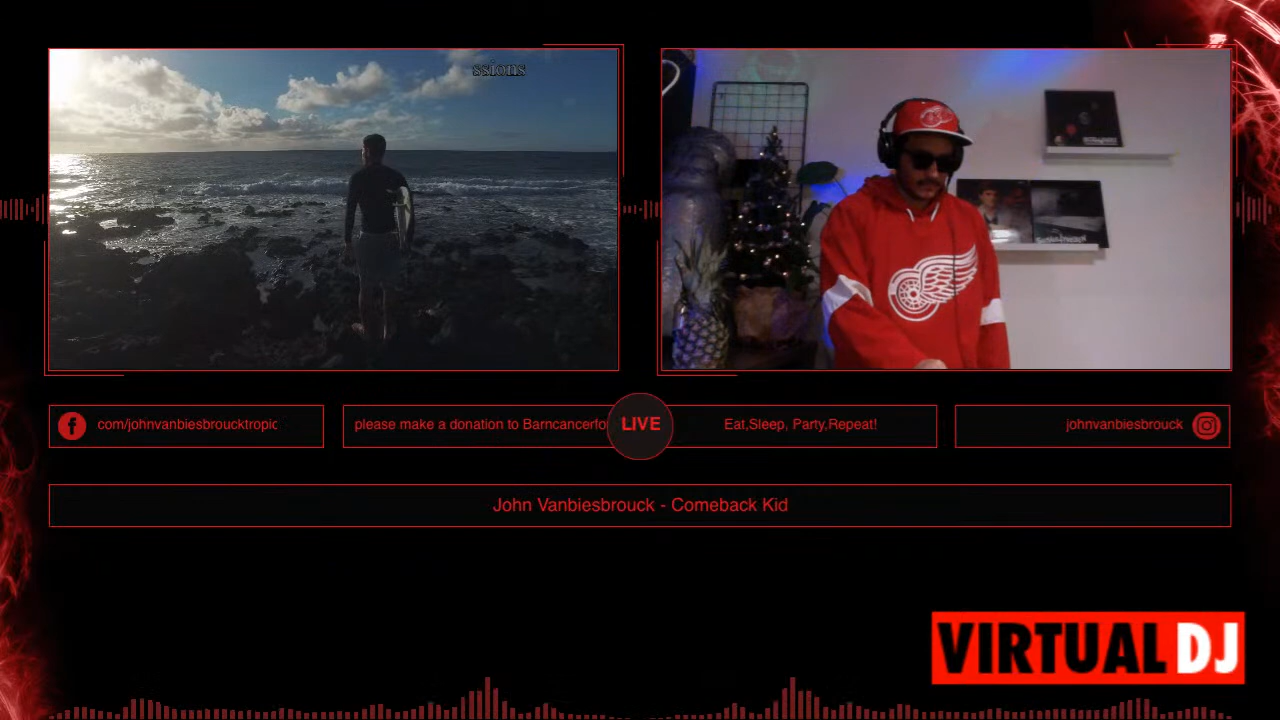 ssions
com/johnvanbiesbroucktropic
please make a donation to Barncancerfo
LIVE
Eat,Sleep, Party,Repeat!
johnvanbiesbrouck
John Vanbiesbrouck - Comeback Kid
VIRTUAL DJ